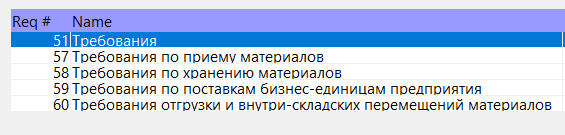 Req # Name
51 Требования
57 Требования по приему материалов
58 Требования по хранению материалов
59 Требования по поставкам бизнес-единицам предприятия
60 Требования отгрузки и внутри-складских перемещений материалов